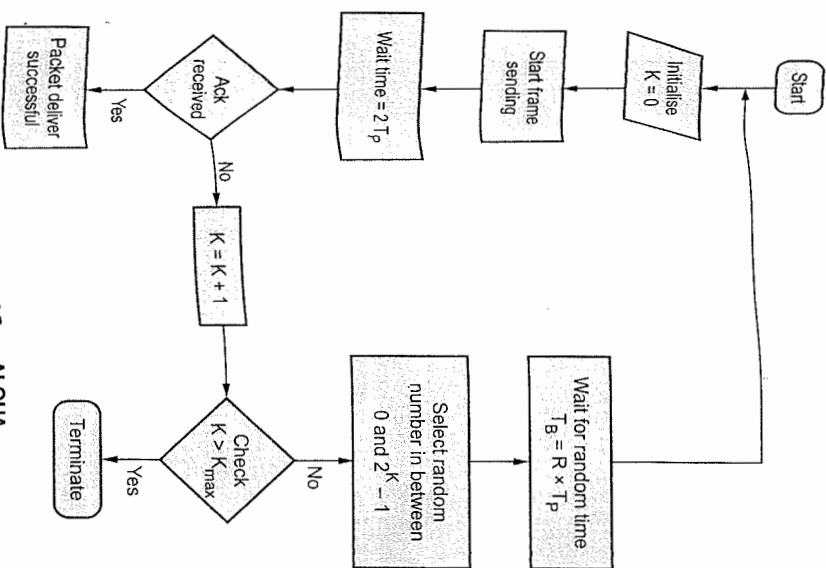 Start
Initialise
K = 0
Start frame
sending
Wait time = 2 T_P
Ack
received
Yes
Packet deliver
successful
No
K = K + 1
Check
K > K_max
Yes
Terminate
No
Select random
number in between
0 and 2^K – 1
Wait for random time
T_B = R × T_P
ALOHA